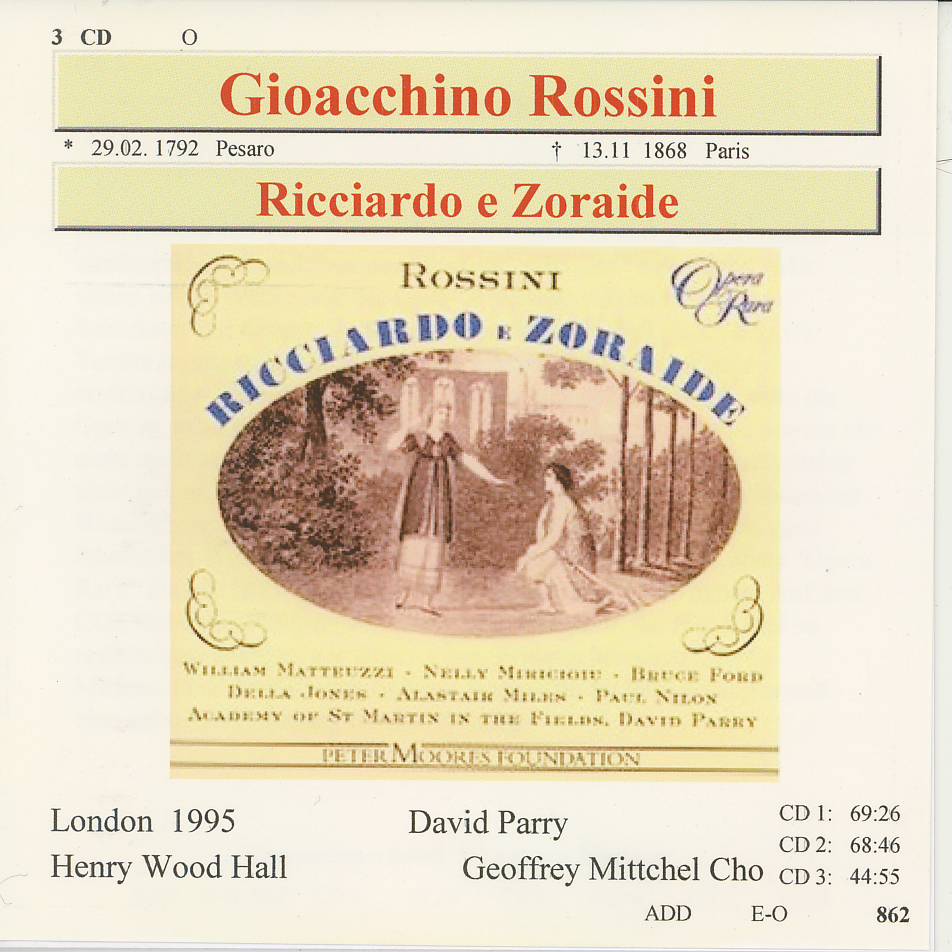 3 CD O
Gioacchino Rossini
* 29.02. 1792 Pesaro † 13.11 1868 Paris
Ricciardo e Zoraide
ROSSINI
Opera Rara
RICCIARDO E ZORAIDE
WILLIAM MATTEUZZI · NELLY MIRICIOIU · BRUCE FORD
DELLA JONES · ALASTAIR MILES · PAUL NILON
ACADEMY OF ST MARTIN IN THE FIELDS, DAVID PARRY
PETER MOORES FOUNDATION
London 1995 David Parry CD 1: 69:26
CD 2: 68:46
Henry Wood Hall Geoffrey Mittchel Cho CD 3: 44:55
ADD E-O 862